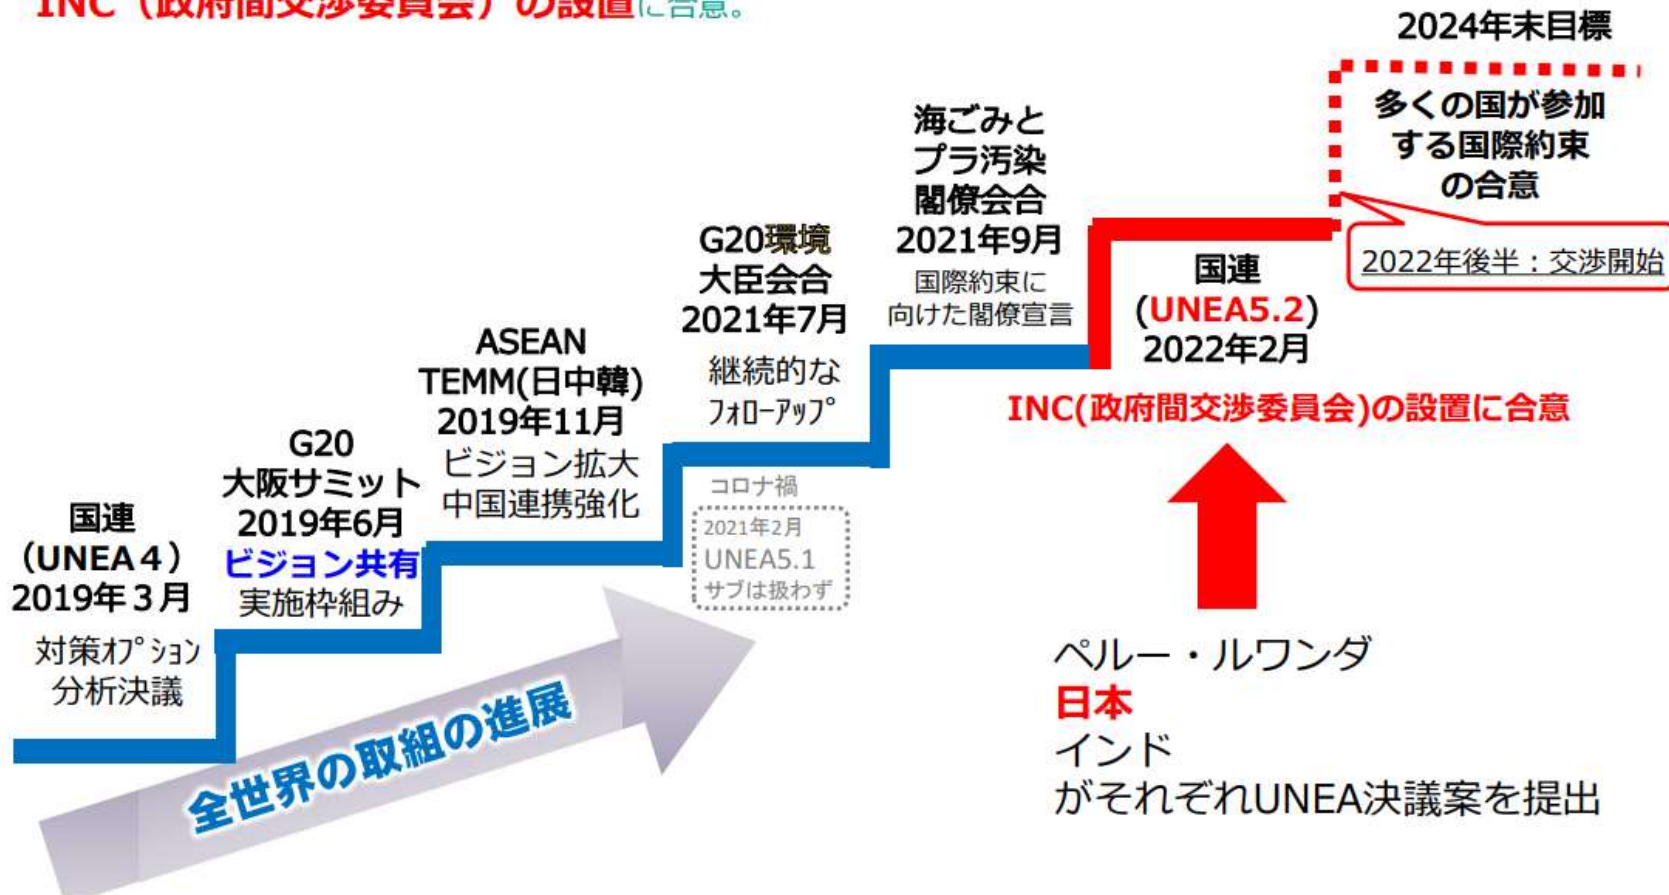 INC（政府間交渉委員会）の設置に合意。
2024年末目標
多くの国が参加
する国際約束
の合意
2022年後半：交渉開始
海ごみと
プラ汚染
閣僚会合
2021年9月
国際約束に
向けた閣僚宣言
国連
(UNEA5.2)
2022年2月
INC(政府間交渉委員会)の設置に合意
G20環境
大臣会合
2021年7月
継続的な
ﾌｫﾛｰｱｯﾌﾟ
コロナ禍
2021年2月
UNEA5.1
サブは扱わず
ASEAN
TEMM(日中韓)
2019年11月
ビジョン拡大
中国連携強化
G20
大阪サミット
2019年6月
ビジョン共有
実施枠組み
国連
（UNEA４）
2019年３月
対策ｵﾌﾟｼｮﾝ
分析決議
全世界の取組の進展
ペルー・ルワンダ
日本
インド
がそれぞれUNEA決議案を提出